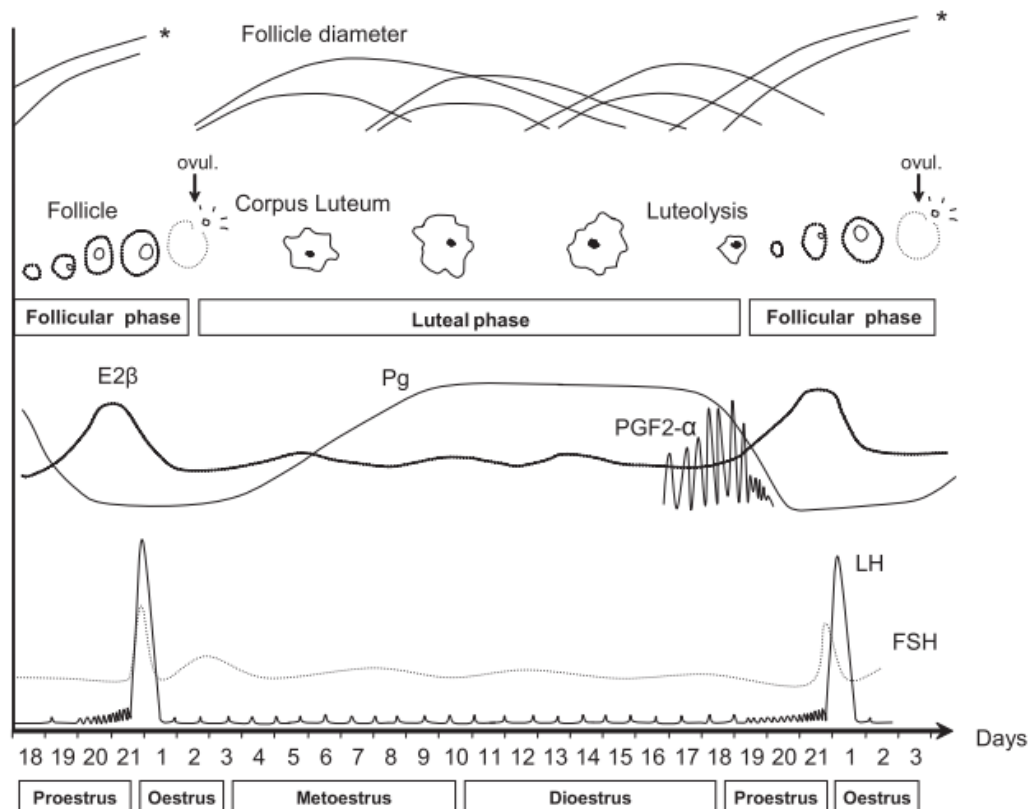 *
Follicle diameter
*
ovul.
ovul.
Follicle
Corpus Luteum
Luteolysis
Follicular phase
Luteal phase
Follicular phase
E2β
Pg
PGF2-α
LH
FSH
18 19 20 21 1 2 3 4 5 6 7 8 9 10 11 12 13 14 15 16 17 18 19 20 21 1 2 3
Days
Proestrus
Oestrus
Metoestrus
Dioestrus
Proestrus
Oestrus